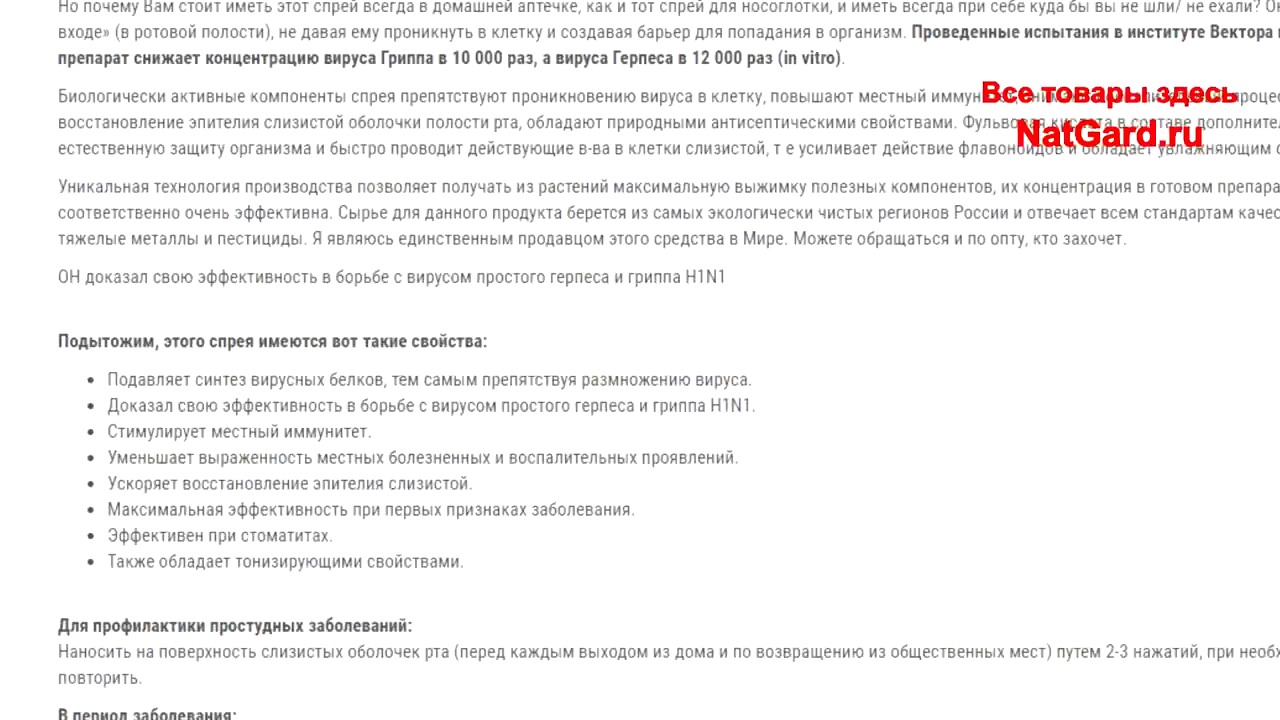 Но почему Вам стоит иметь этот спрей всегда в домашней аптечке, как и тот спрей для носоглотки, и иметь всегда при себе куда бы вы не шли/ не ехали?
входе» (в ротовой полости), не давая ему проникнуть в клетку и создавая барьер для попадания в организм. Проведенные испытания в институте Вектора
препарат снижает концентрацию вируса Гриппа в 10 000 раз, а вируса Герпеса в 12 000 раз (in vitro).
Все товары здесь
NatGard.ru
Биологически активные компоненты спрея препятствуют проникновению вируса в клетку, повышают местный
восстановление эпителия слизистой оболочки полости рта, обладают природными антисептическими свойствами. Фульвовая кислота в составе
естественную защиту организма и быстро проводит действующие в-ва в клетки слизистой, т е усиливает действие флавоноидов и обладает увлажняющим
Уникальная технология производства позволяет получать из растений максимальную выжимку полезных компонентов, их концентрация в готовом
соответственно очень эффективна. Сырье для данного продукта берется из самых экологически чистых регионов России и отвечает всем стандартам
тяжелые металлы и пестициды. Я являюсь единственным продавцом этого средства в Мире. Можете обращаться и по опту, кто захочет.
ОН доказал свою эффективность в борьбе с вирусом простого герпеса и гриппа H1N1
Подытожим, этого спрея имеются вот такие свойства:
• Подавляет синтез вирусных белков, тем самым препятствуя размножению вируса.
• Доказал свою эффективность в борьбе с вирусом простого герпеса и гриппа H1N1.
• Стимулирует местный иммунитет.
• Уменьшает выраженность местных болезненных и воспалительных проявлений.
• Ускоряет восстановление эпителия слизистой.
• Максимальная эффективность при первых признаках заболевания.
• Эффективен при стоматитах.
• Также обладает тонизирующими свойствами.
Для профилактики простудных заболеваний:
Наносить на поверхность слизистых оболочек рта (перед каждым выходом из дома и по возвращению из общественных мест) путем 2-3 нажатий, при
повторить.
В период заболевания: